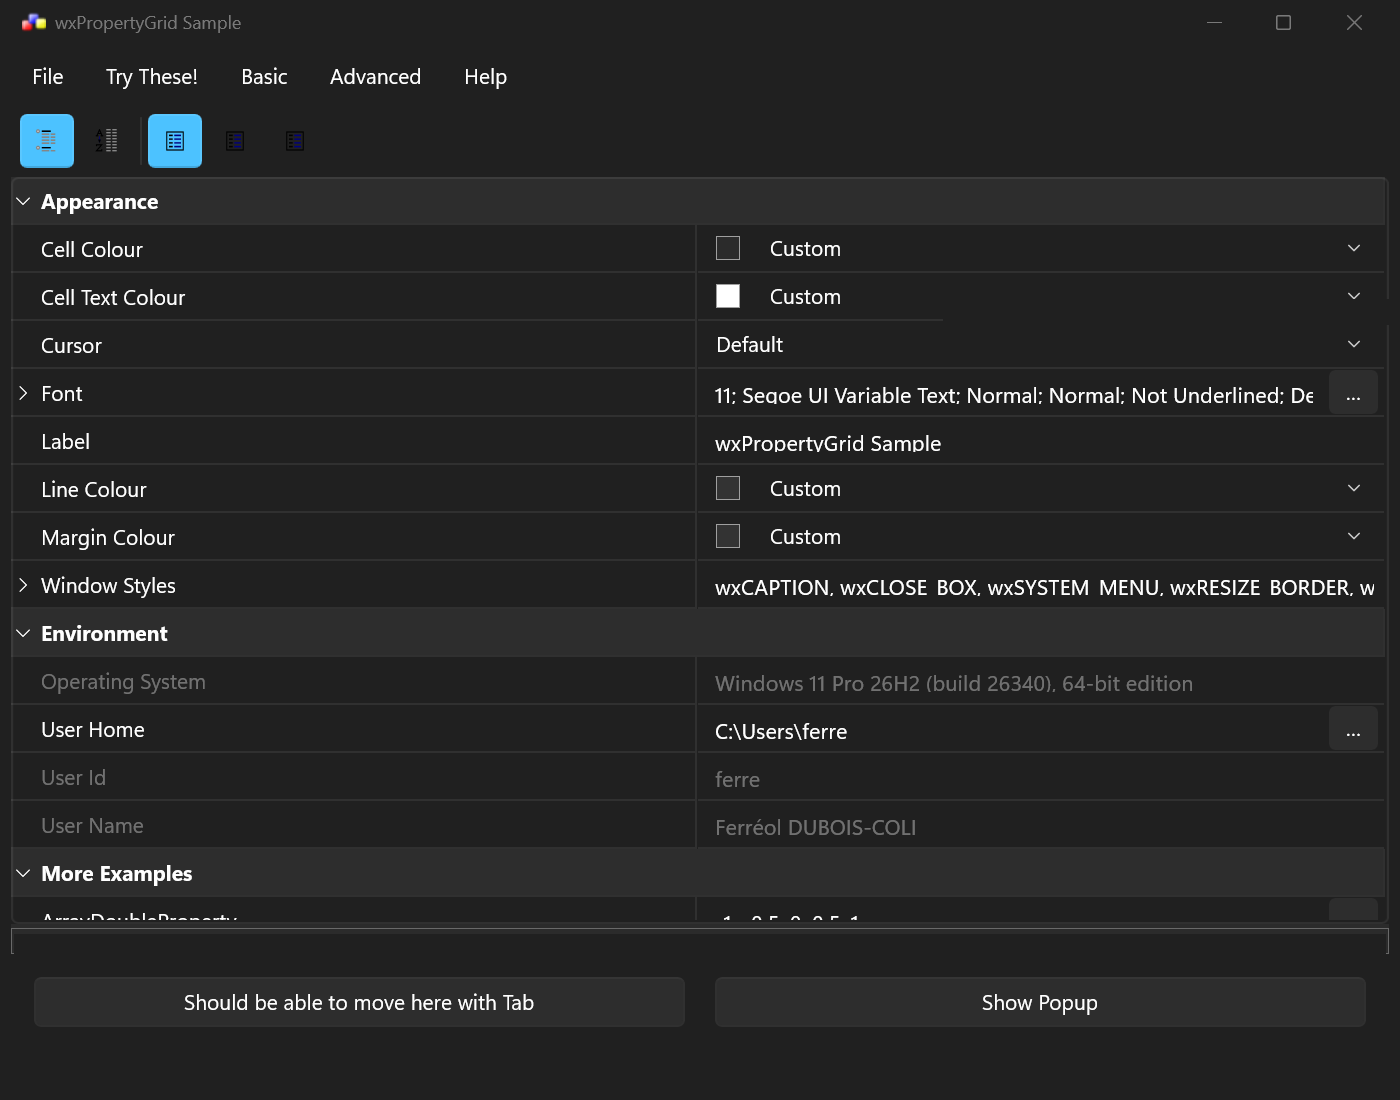 wxPropertyGrid Sample
File Try These! Basic Advanced Help
Appearance
Cell Colour Custom
Cell Text Colour Custom
Cursor Default
Font 11; Segoe UI Variable Text; Normal; Normal; Not Underlined; De ...
Label wxPropertyGrid Sample
Line Colour Custom
Margin Colour Custom
Window Styles wxCAPTION, wxCLOSE_BOX, wxSYSTEM_MENU, wxRESIZE_BORDER, w
Environment
Operating System Windows 11 Pro 26H2 (build 26340), 64-bit edition
User Home C:\Users\ferre ...
User Id ferre
User Name Ferréol DUBOIS-COLI
More Examples
ArrayDoubleProperty
Should be able to move here with Tab Show Popup